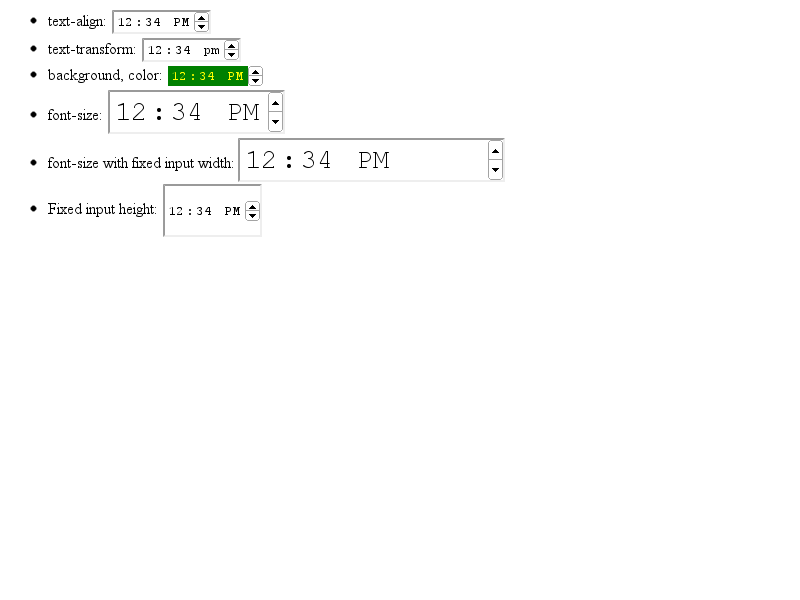 text-align: 12:34 PM
text-transform: 12:34 pm
background, color: 12:34 PM
font-size: 12:34 PM
font-size with fixed input width: 12:34 PM
Fixed input height: 12:34 PM